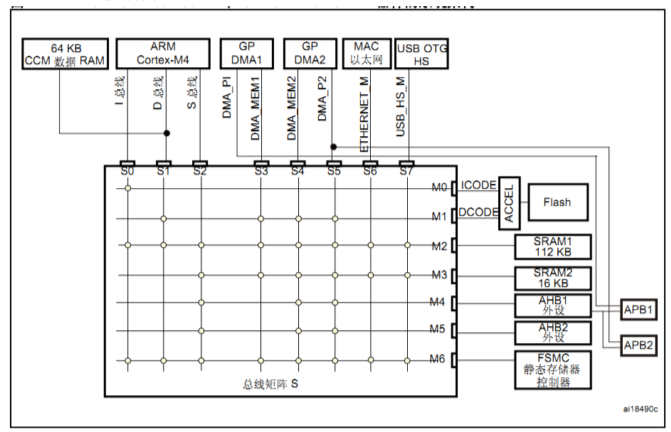 64 KB
CCM 数据 RAM
ARM
Cortex-M4
GP
DMA1
GP
DMA2
MAC
以太网
USB OTG
HS
I 总线
D 总线
S 总线
DMA_PI
DMA_MEM1
DMA_MEM2
DMA_P2
ETHERNET_M
USB_HS_M
S0
S1
S2
S3
S4
S5
S6
S7
M0
ICODE
M1
DCODE
ACCEL
Flash
M2
SRAM1
112 KB
M3
SRAM2
16 KB
M4
AHB1
外设
APB1
M5
AHB2
外设
APB2
M6
FSMC
静态存储器
控制器
总线矩阵 S
ai18490c